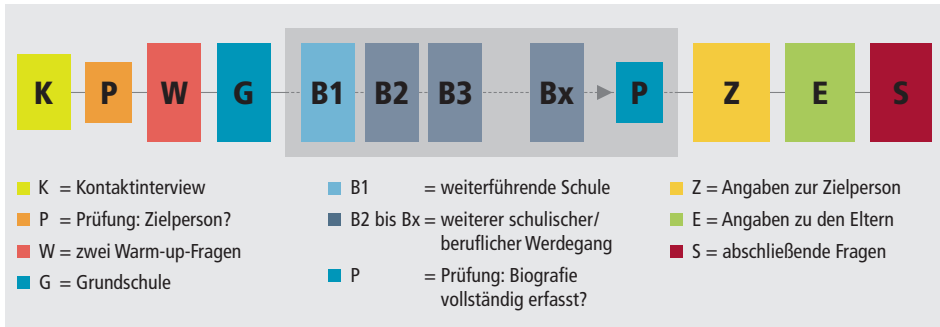 K P W G B1 B2 B3 Bx P Z E S
K = Kontaktinterview
P = Prüfung: Zielperson?
W = zwei Warm-up-Fragen
G = Grundschule
B1 = weiterführende Schule
B2 bis Bx = weiterer schulischer/
beruflicher Werdegang
P = Prüfung: Biografie
vollständig erfasst?
Z = Angaben zur Zielperson
E = Angaben zu den Eltern
S = abschließende Fragen